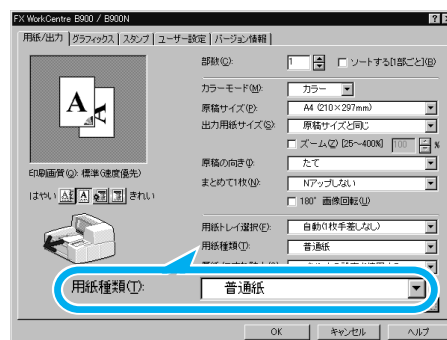 FX WorkCentre B900 / B900N
用紙/出力 グラフィックス スタンプ ユーザー設定 バージョン情報
部数(C): 1 ソートする[1部ごと](B)
カラーモード(M): カラー
原稿サイズ(P): A4 (210×297mm)
出力用紙サイズ(S): 原稿サイズと同じ
ズーム(Z) [25~400%] 100 %
原稿の向き(I): たて
まとめて1枚(N): Nアップしない
180° 画像回転(U)
印刷画質(Q): 標準(速度優先)
はやい きれい
用紙トレイ選択(F): 自動(1枚手差しなし)
用紙種類(T): 普通紙
用紙種類(T): 普通紙
OK キャンセル ヘルプ